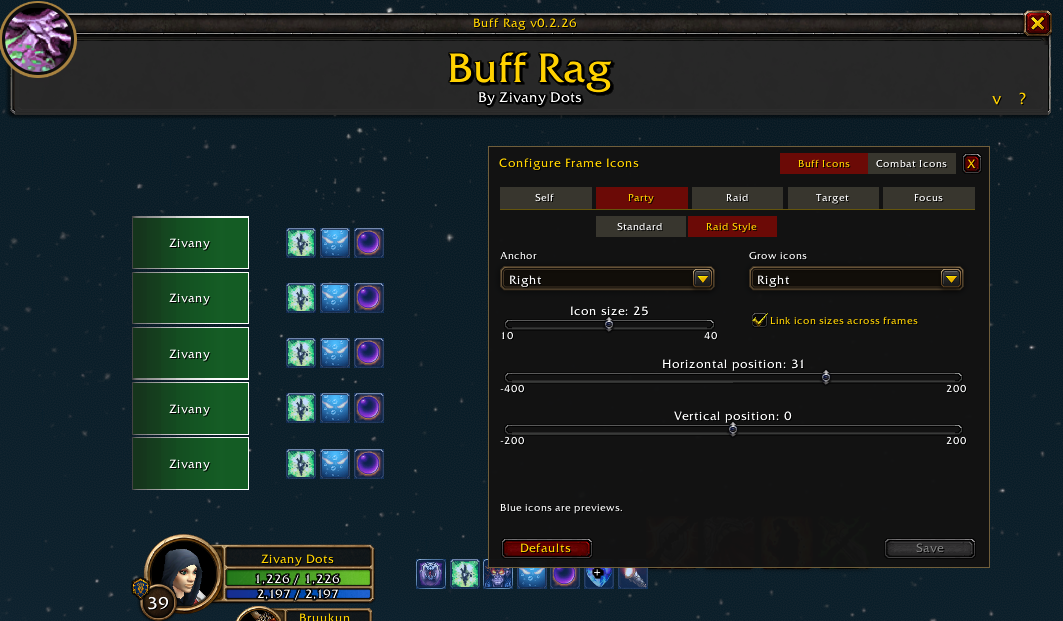 Buff Rag v0.2.26
Buff Rag
By Zivany Dots
v ?
Configure Frame Icons
Buff Icons Combat Icons X
Self Party Raid Target Focus
Standard Raid Style
Anchor Grow icons
Right Right
Icon size: 25
10 40
Link icon sizes across frames
Horizontal position: 31
-400 200
Vertical position: 0
-200 200
Blue icons are previews.
Defaults Save
Zivany
Zivany
Zivany
Zivany
Zivany
Zivany Dots
1,226 / 1,226
2,197 / 2,197
39
Bruukun